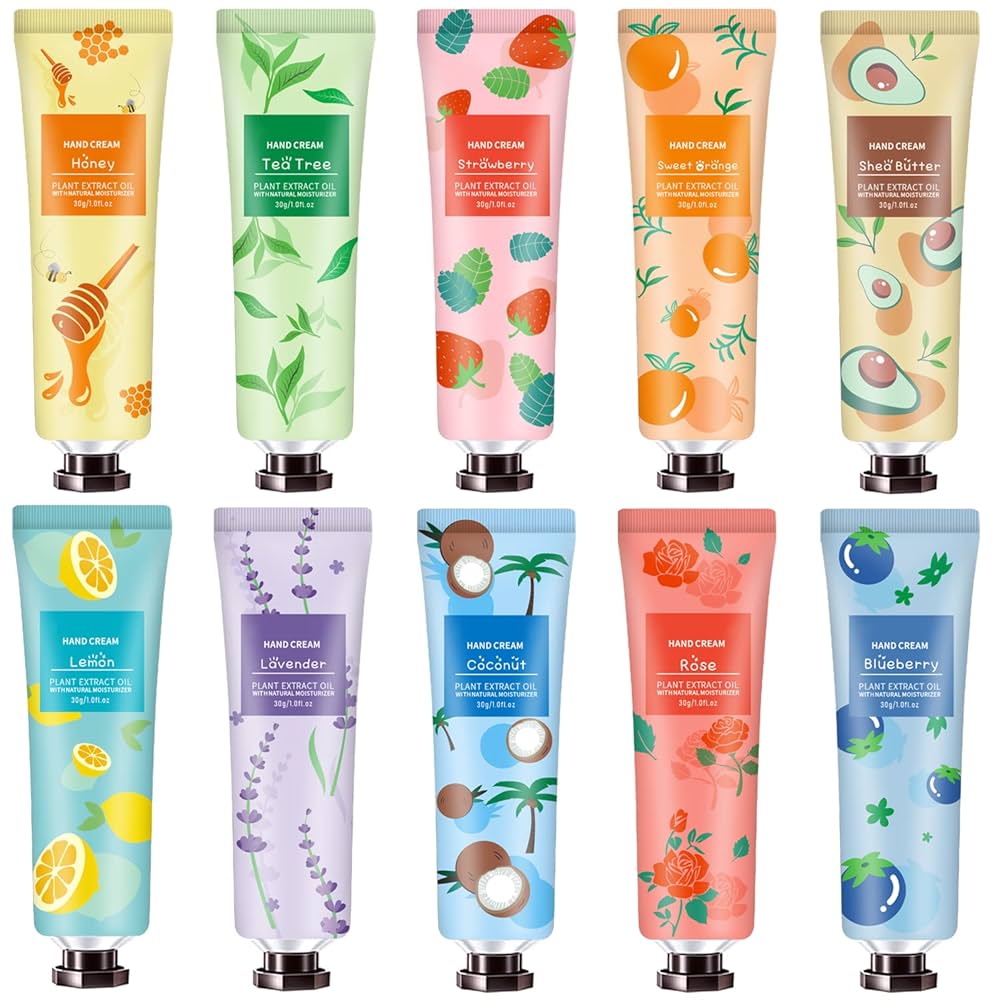 HAND CREAM
Honey
PLANT EXTRACT OIL
WITH NATURAL MOISTURIZER
30g/1.0fl.oz
HAND CREAM
Tea Tree
PLANT EXTRACT OIL
WITH NATURAL MOISTURIZER
30g/1.0fl.oz
HAND CREAM
Strawberry
PLANT EXTRACT OIL
WITH NATURAL MOISTURIZER
30g/1.0fl.oz
HAND CREAM
Sweet Orange
PLANT EXTRACT OIL
WITH NATURAL MOISTURIZER
30g/1.0fl.oz
HAND CREAM
Shea Butter
PLANT EXTRACT OIL
WITH NATURAL MOISTURIZER
30g/1.0fl.oz
HAND CREAM
Lemon
PLANT EXTRACT OIL
WITH NATURAL MOISTURIZER
30g/1.0fl.oz
HAND CREAM
Lavender
PLANT EXTRACT OIL
WITH NATURAL MOISTURIZER
30g/1.0fl.oz
HAND CREAM
Coconut
PLANT EXTRACT OIL
WITH NATURAL MOISTURIZER
30g/1.0fl.oz
HAND CREAM
Rose
PLANT EXTRACT OIL
WITH NATURAL MOISTURIZER
30g/1.0fl.oz
HAND CREAM
Blueberry
PLANT EXTRACT OIL
WITH NATURAL MOISTURIZER
30g/1.0fl.oz